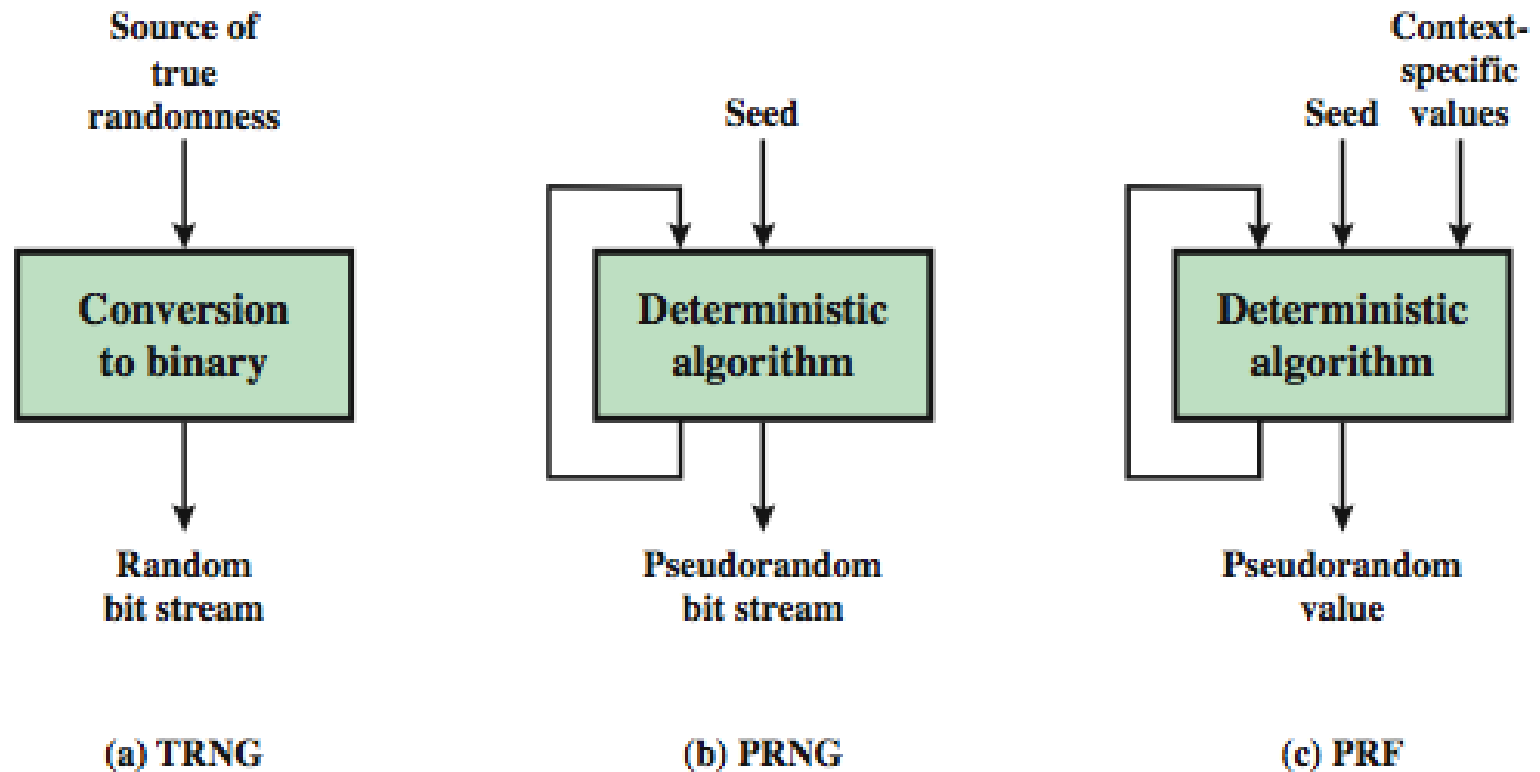 Source of
true
randomness
Conversion
to binary
Random
bit stream
(a) TRNG
Seed
Deterministic
algorithm
Pseudorandom
bit stream
(b) PRNG
Context-
specific
Seed values
Deterministic
algorithm
Pseudorandom
value
(c) PRF